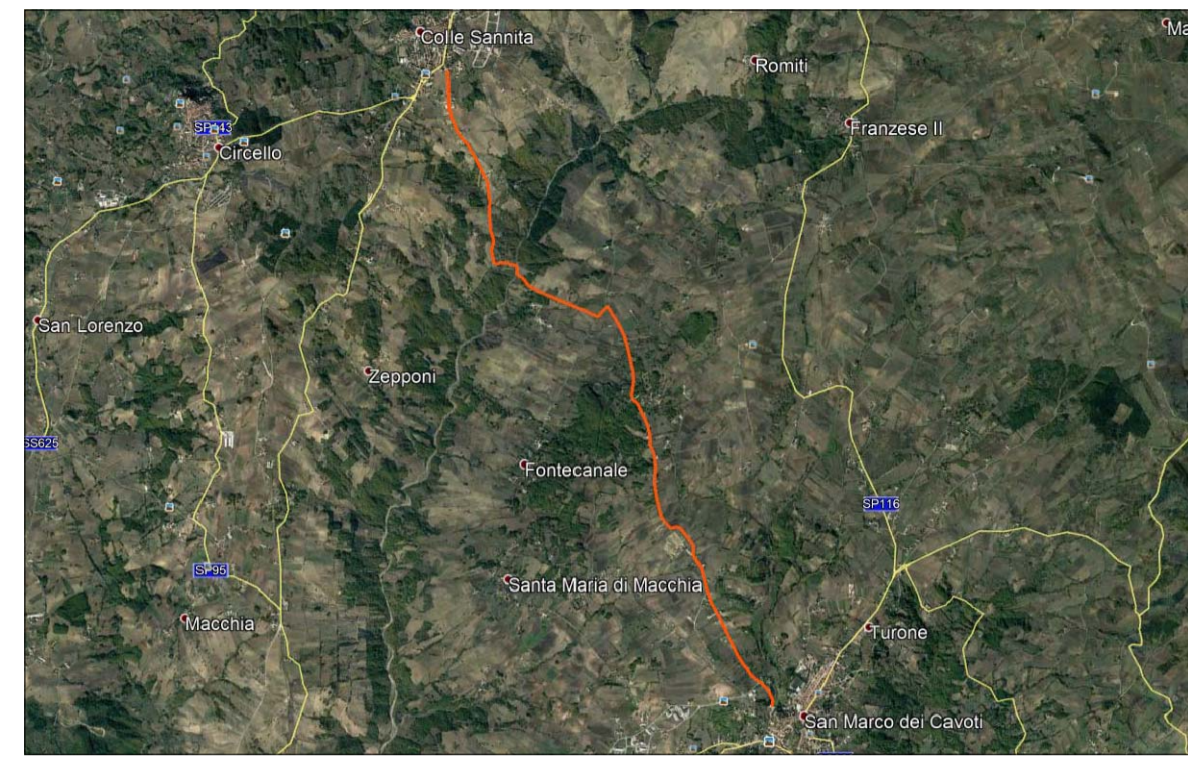 Colle Sannita
Ma
Romiti
SP143
Franzese II
Circello
San Lorenzo
Zepponi
SS625
Fontecanale
SP116
SP95
Santa Maria di Macchia
Macchia
Turone
San Marco dei Cavoti